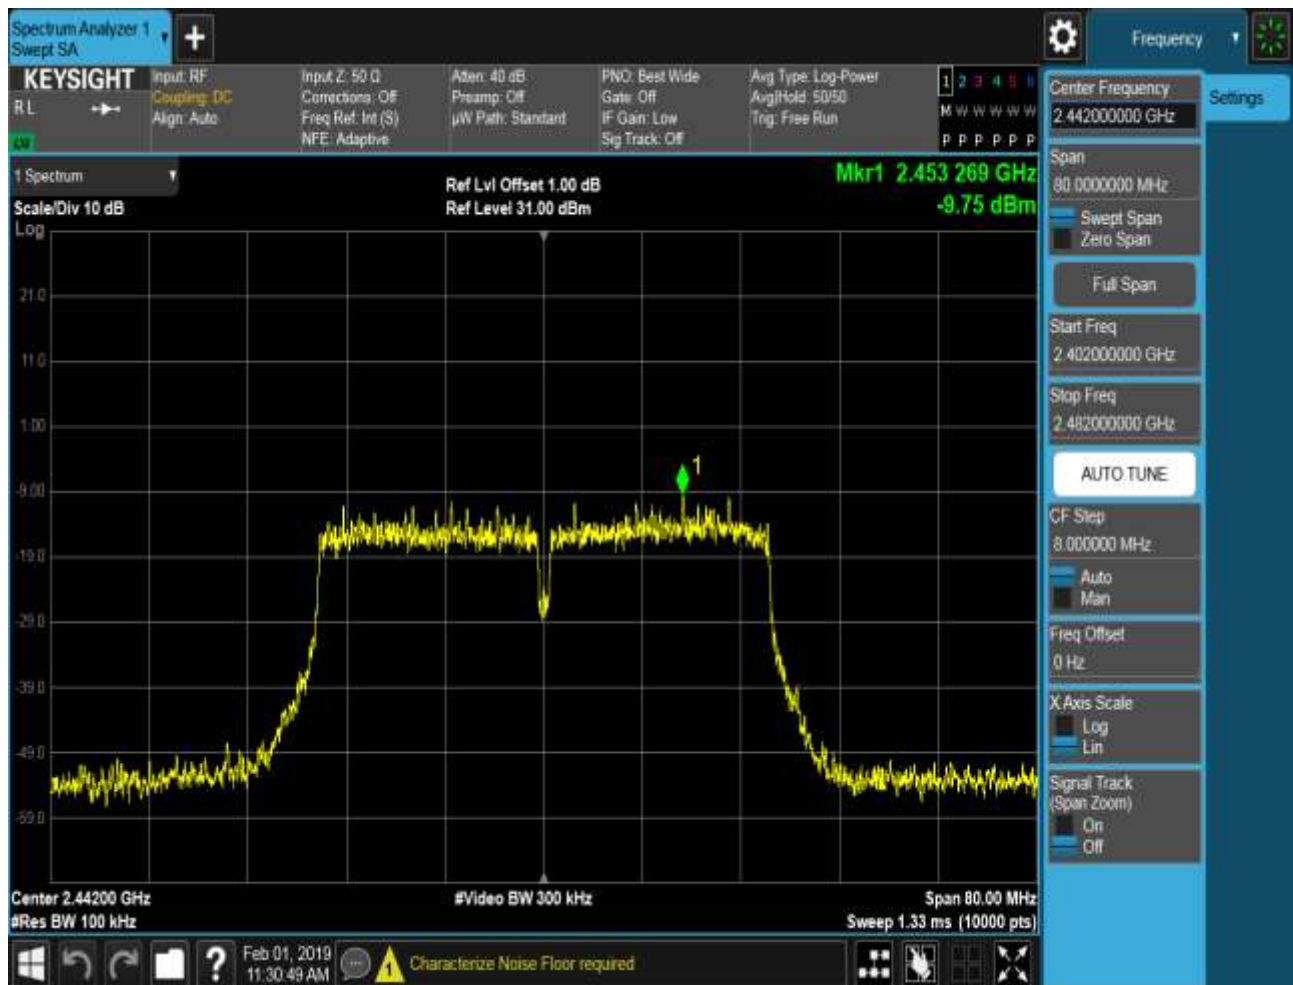 Spectrum Analyzer 1
Swept SA
Frequency
KEYSIGHT
R L
Input: RF
Coupling: DC
Align: Auto
Input Z: 50 Ω
Corrections: Off
Freq Ref: Int (S)
NFE: Adaptive
Atten: 40 dB
Preamp: Off
µW Path: Standard
PNO: Best Wide
Gate: Off
IF Gain: Low
Sig Track: Off
Avg Type: Log-Power
Avg|Hold: 50/50
Trig: Free Run
1 2 3 4 5 6
M W W W W W
P P P P P P
1 Spectrum
Scale/Div 10 dB
Log
Ref Lvl Offset 1.00 dB
Ref Level 31.00 dBm
Mkr1 2.453 269 GHz
-9.75 dBm
21.0
11.0
1.00
-9.00
-19.0
-29.0
-39.0
-49.0
-59.0
1
Center 2.44200 GHz
#Res BW 100 kHz
#Video BW 300 kHz
Span 80.00 MHz
Sweep 1.33 ms (10000 pts)
Center Frequency
2.442000000 GHz
Settings
Span
80.0000000 MHz
Swept Span
Zero Span
Full Span
Start Freq
2.402000000 GHz
Stop Freq
2.482000000 GHz
AUTO TUNE
CF Step
8.000000 MHz
Auto
Man
Freq Offset
0 Hz
X Axis Scale
Log
Lin
Signal Track
(Span Zoom)
On
Off
?
Feb 01, 2019
11:30:49 AM
1
Characterize Noise Floor required